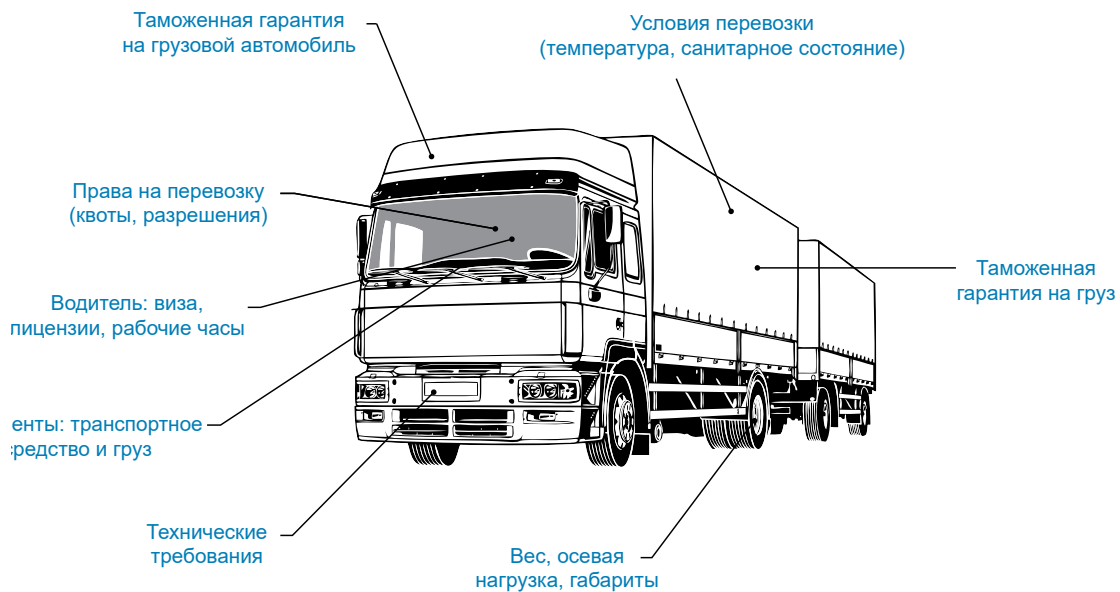 Таможенная гарантия
на грузовой автомобиль
Условия перевозки
(температура, санитарное состояние)
Права на перевозку
(квоты, разрешения)
Таможенная
гарантия на груз
Водитель: виза,
рабочие часы
транспортное
и груз
Технические
требования
Вес, осевая
нагрузка, габариты